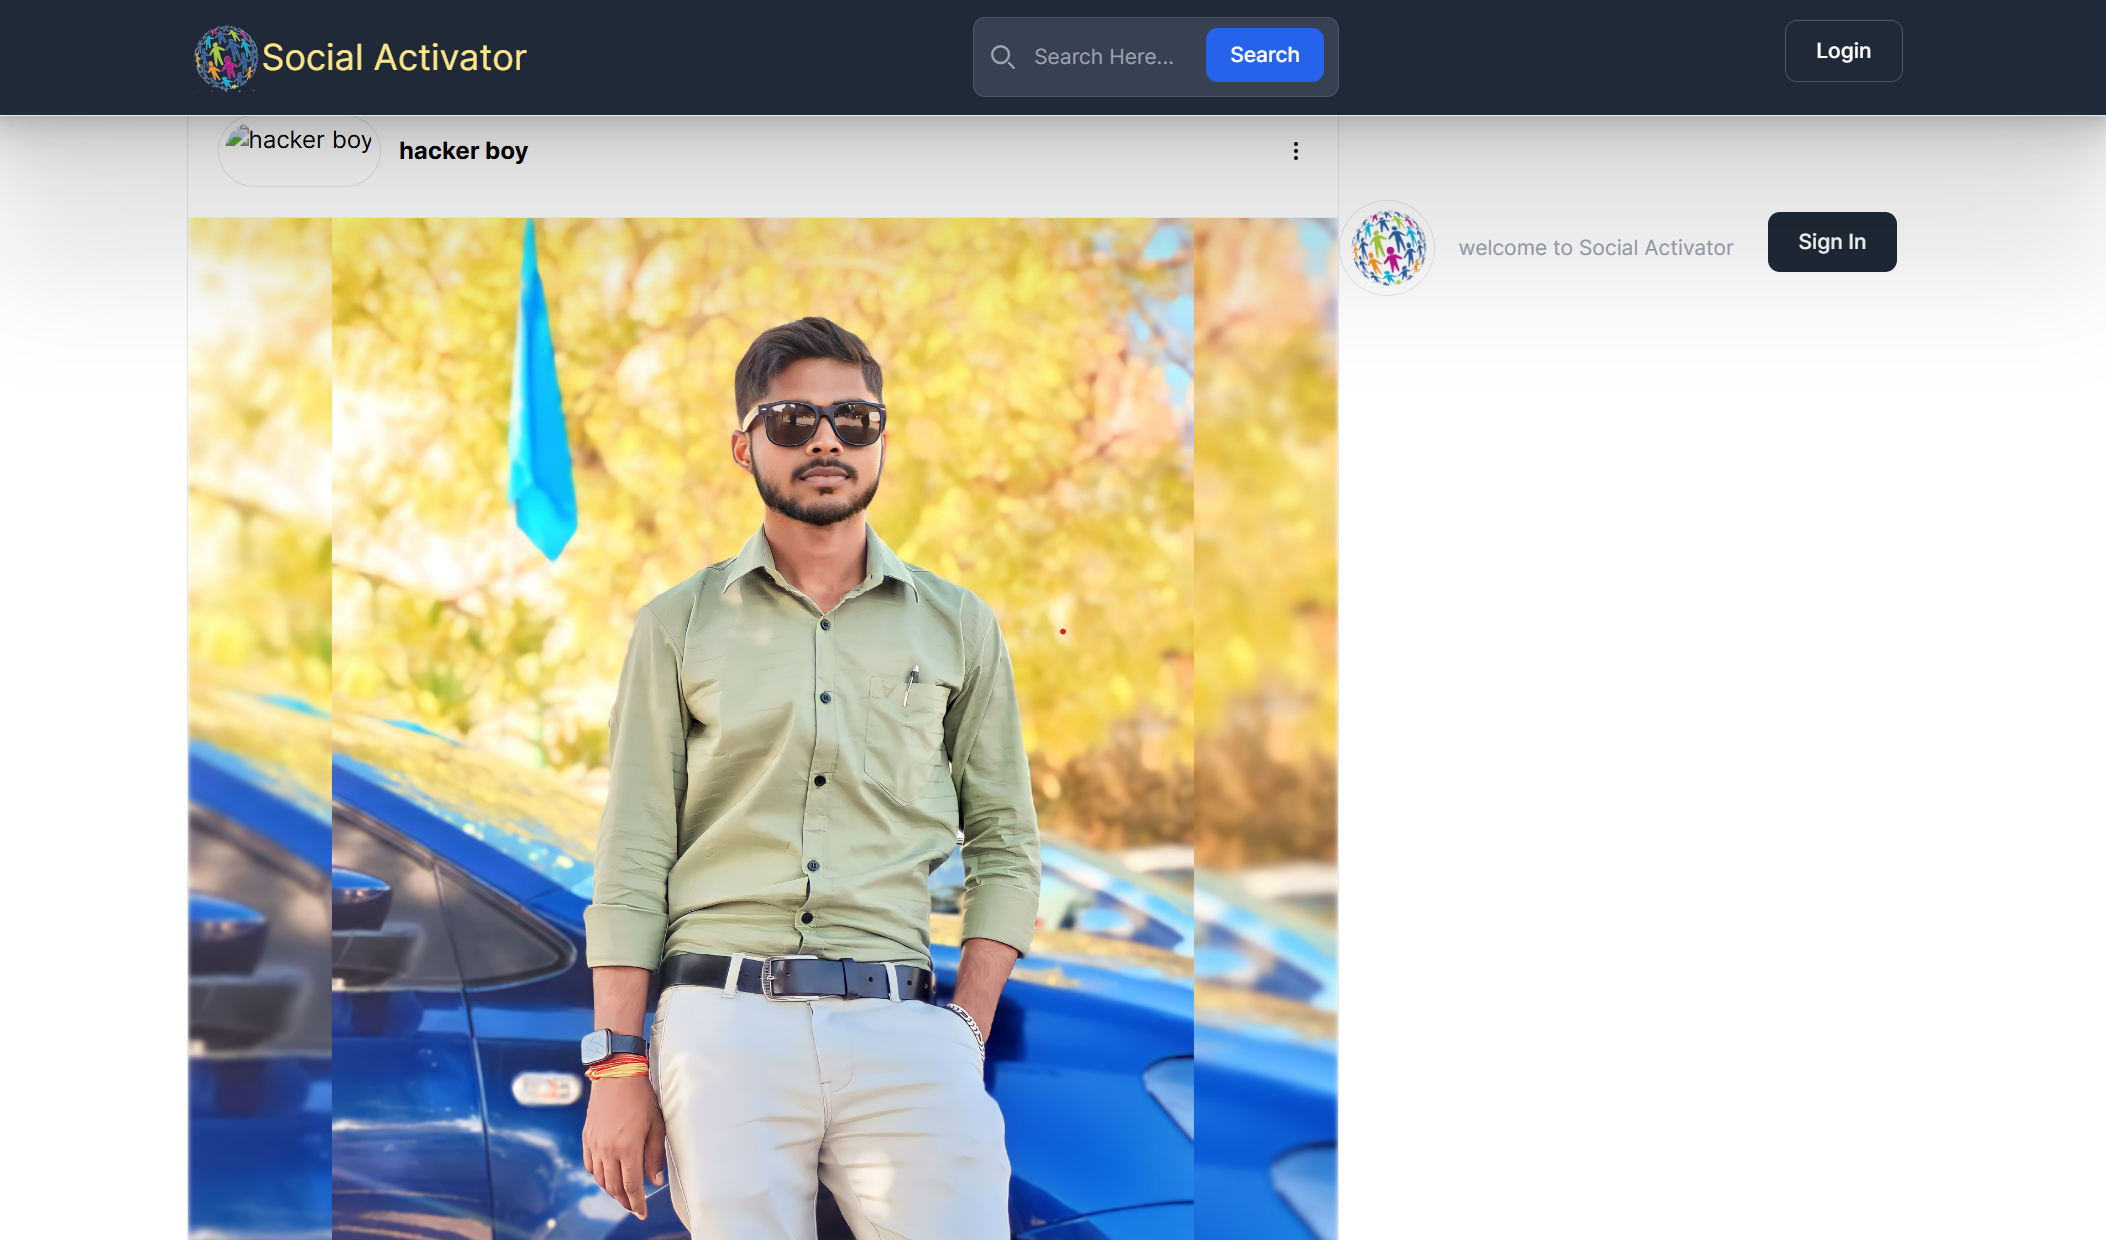 Social Activator
Search Here...
Search
Login
hacker boy
hacker boy
welcome to Social Activator
Sign In